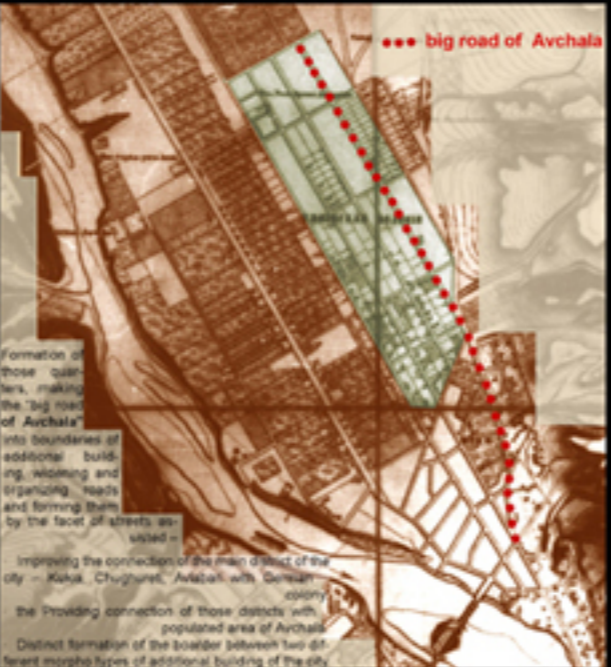 big road of Avchala
Formation of
those quar-
ters, making
the "big road
of Avchala"
into boundaries of
additional build-
ing, widening and
organizing roads
and forming them
by the facet of streets as-
sisted –
Improving the connection of the main district of the
city – Kukia, Chughureti, Avlabari with German
colony
the Providing connection of those districts with
populated area of Avchala
Distinct formation of the boarder between two dif-
ferent morpho types of additional building of the city